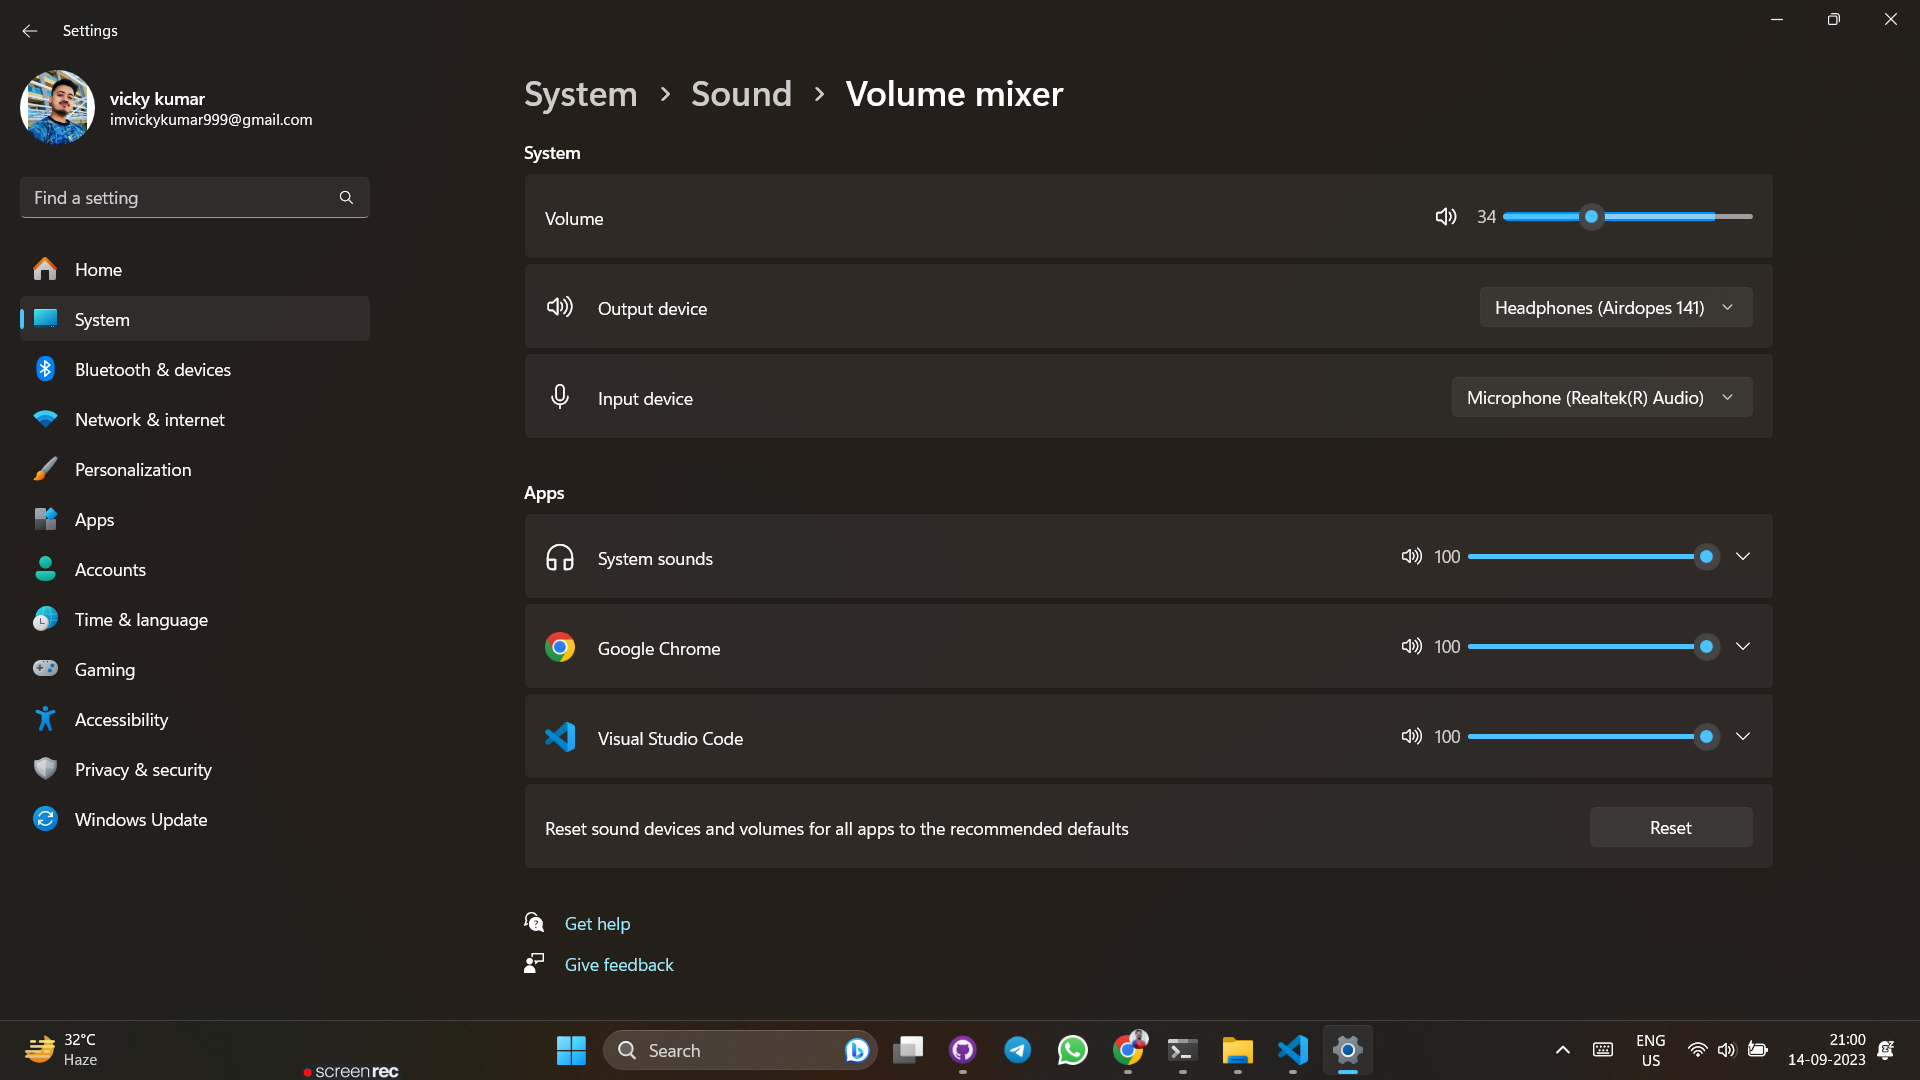 Settings
vicky kumar
imvickykumar999@gmail.com
Find a setting
Home
System
Bluetooth & devices
Network & internet
Personalization
Apps
Accounts
Time & language
Gaming
Accessibility
Privacy & security
Windows Update
System > Sound > Volume mixer
System
Volume 34
Output device Headphones (Airdopes 141)
Input device Microphone (Realtek(R) Audio)
Apps
System sounds 100
Google Chrome 100
Visual Studio Code 100
Reset sound devices and volumes for all apps to the recommended defaults Reset
Get help
Give feedback
32°C
Haze
screenrec
Search
ENG
US
21:00
14-09-2023